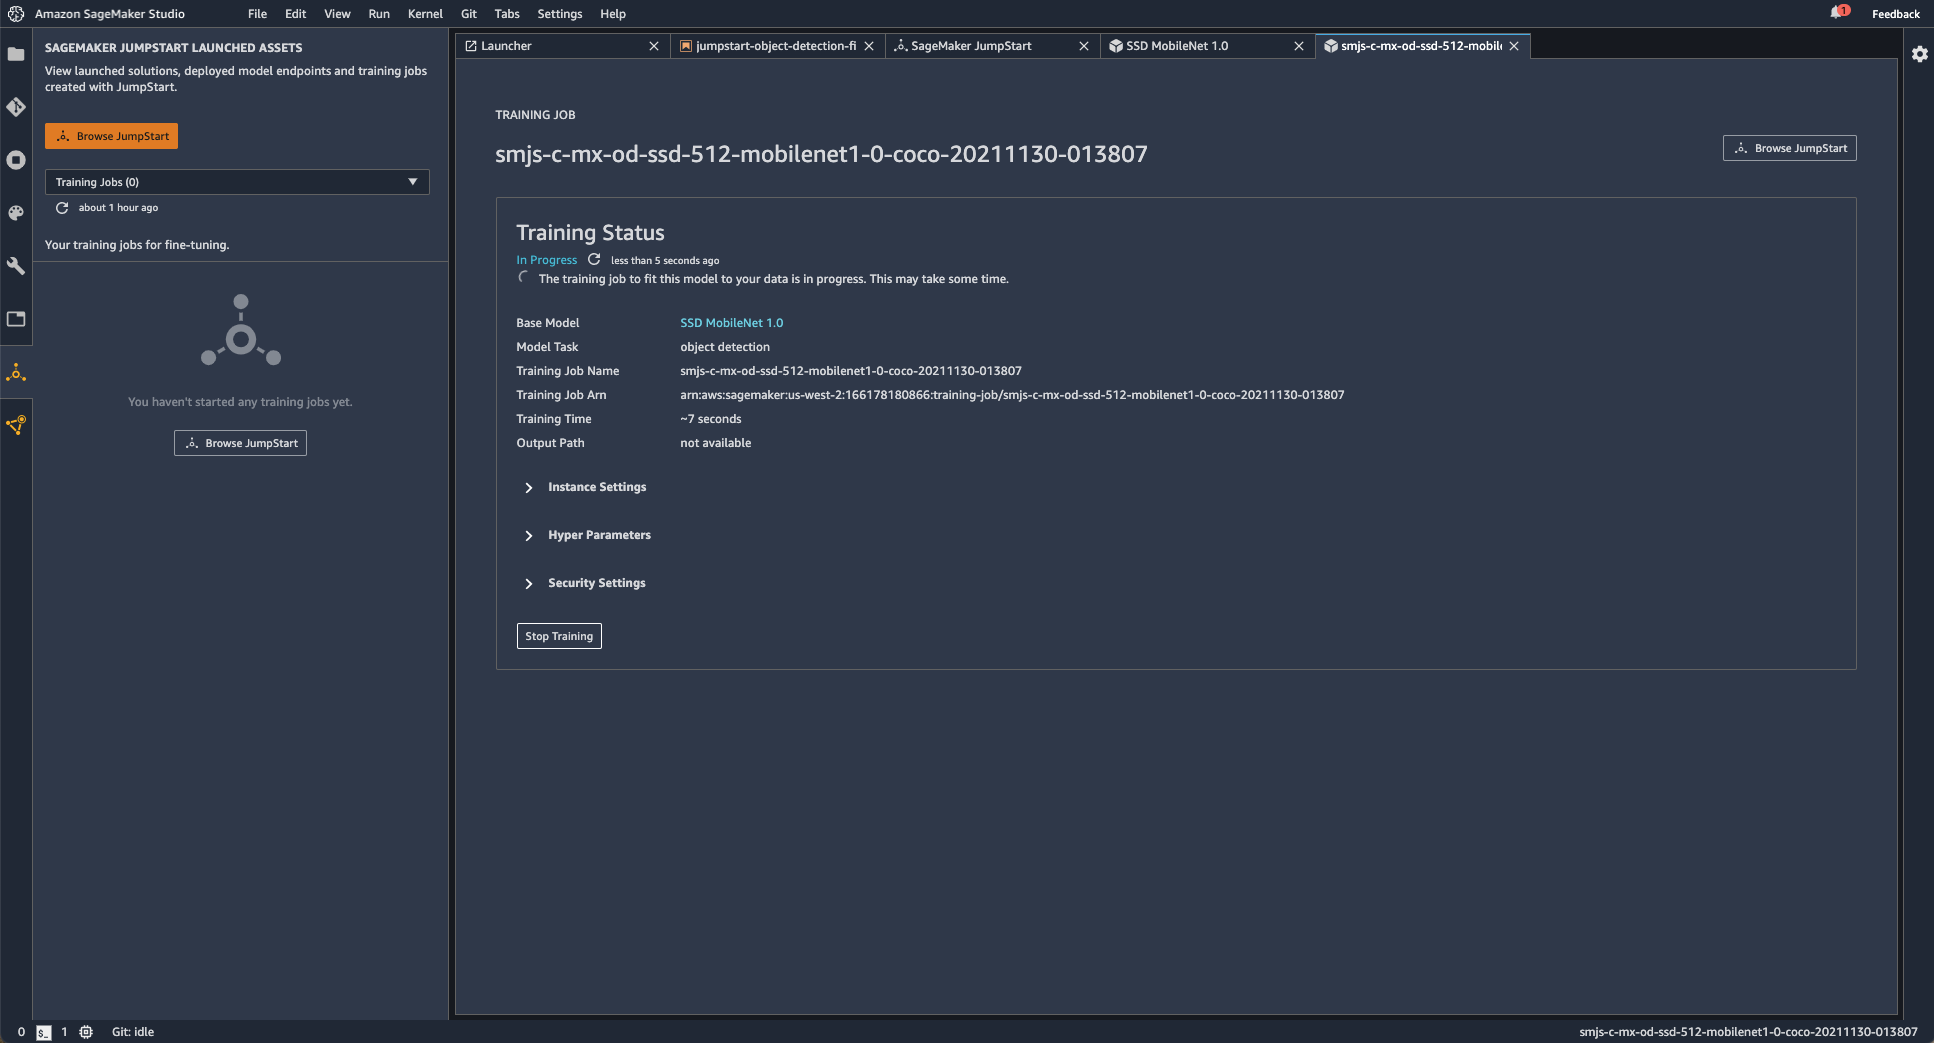 Amazon SageMaker Studio File Edit View Run Kernel Git Tabs Settings Help 1 Feedback
SAGEMAKER JUMPSTART LAUNCHED ASSETS
View launched solutions, deployed model endpoints and training jobs
created with JumpStart.
Browse JumpStart
Training Jobs (0)
about 1 hour ago
Your training jobs for fine-tuning.
You haven't started any training jobs yet.
Browse JumpStart
Launcher jumpstart-object-detection-fi SageMaker JumpStart SSD MobileNet 1.0 smjs-c-mx-od-ssd-512-mobile
TRAINING JOB
smjs-c-mx-od-ssd-512-mobilenet1-0-coco-20211130-013807
Browse JumpStart
Training Status
In Progress less than 5 seconds ago
The training job to fit this model to your data is in progress. This may take some time.
Base Model SSD MobileNet 1.0
Model Task object detection
Training Job Name smjs-c-mx-od-ssd-512-mobilenet1-0-coco-20211130-013807
Training Job Arn arn:aws:sagemaker:us-west-2:166178180866:training-job/smjs-c-mx-od-ssd-512-mobilenet1-0-coco-20211130-013807
Training Time ~7 seconds
Output Path not available
Instance Settings
Hyper Parameters
Security Settings
Stop Training
0 $_ 1 Git: idle smjs-c-mx-od-ssd-512-mobilenet1-0-coco-20211130-013807